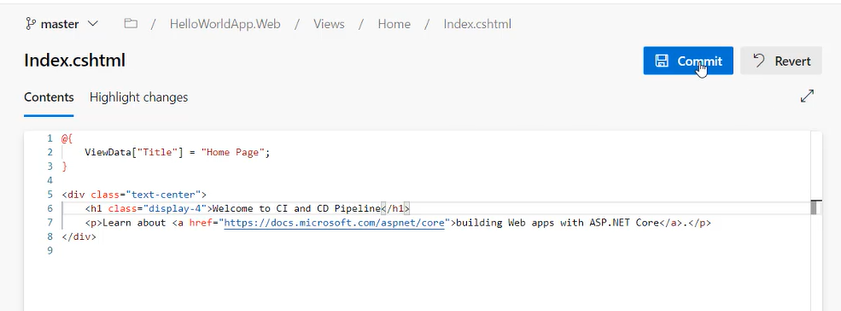 master / HelloWorldApp.Web / Views / Home / Index.cshtml
Index.cshtml
Commit
Revert
Contents
Highlight changes
1 @{
2     ViewData["Title"] = "Home Page";
3 }
4
5 <div class="text-center">
6     <h1 class="display-4">Welcome to CI and CD Pipeline</h1>
7     <p>Learn about <a href="https://docs.microsoft.com/aspnet/core">building Web apps with ASP.NET Core</a>.</p>
8 </div>
9